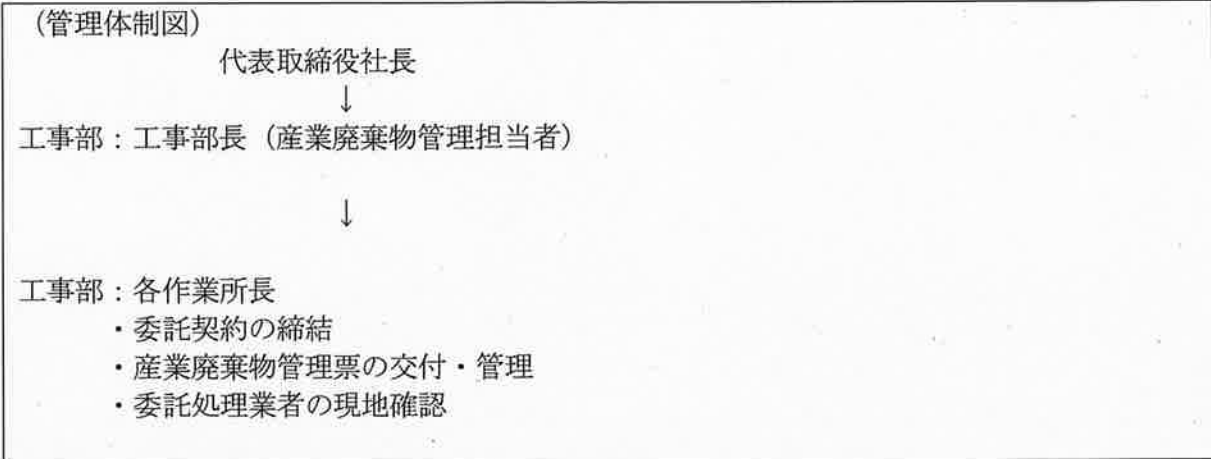 (管理体制図)
代表取締役社長
↓
工事部：工事部長（産業廃棄物管理担当者）
↓
工事部：各作業所長
・委託契約の締結
・産業廃棄物管理票の交付・管理
・委託処理業者の現地確認